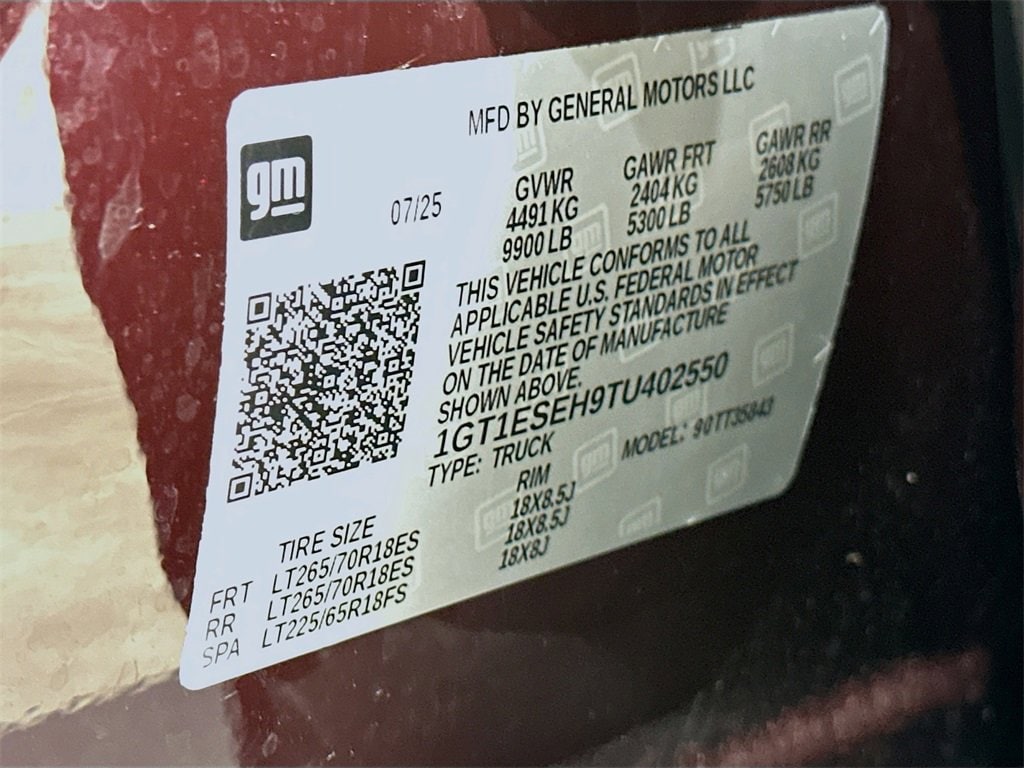 gm
MFD BY GENERAL MOTORS LLC
07/25
GVWR GAWR FRT GAWR RR
4491 KG 2404 KG 2608 KG
9900 LB 5300 LB 5750 LB
THIS VEHICLE CONFORMS TO ALL
APPLICABLE U.S. FEDERAL MOTOR
VEHICLE SAFETY STANDARDS IN EFFECT
ON THE DATE OF MANUFACTURE
SHOWN ABOVE.
1GT1ESEH9TU402550
TYPE: TRUCK MODEL: 90TT35843
TIRE SIZE RIM
FRT LT265/70R18ES 18X8.5J
RR LT265/70R18ES 18X8.5J
SPA LT225/65R18FS 18X8J